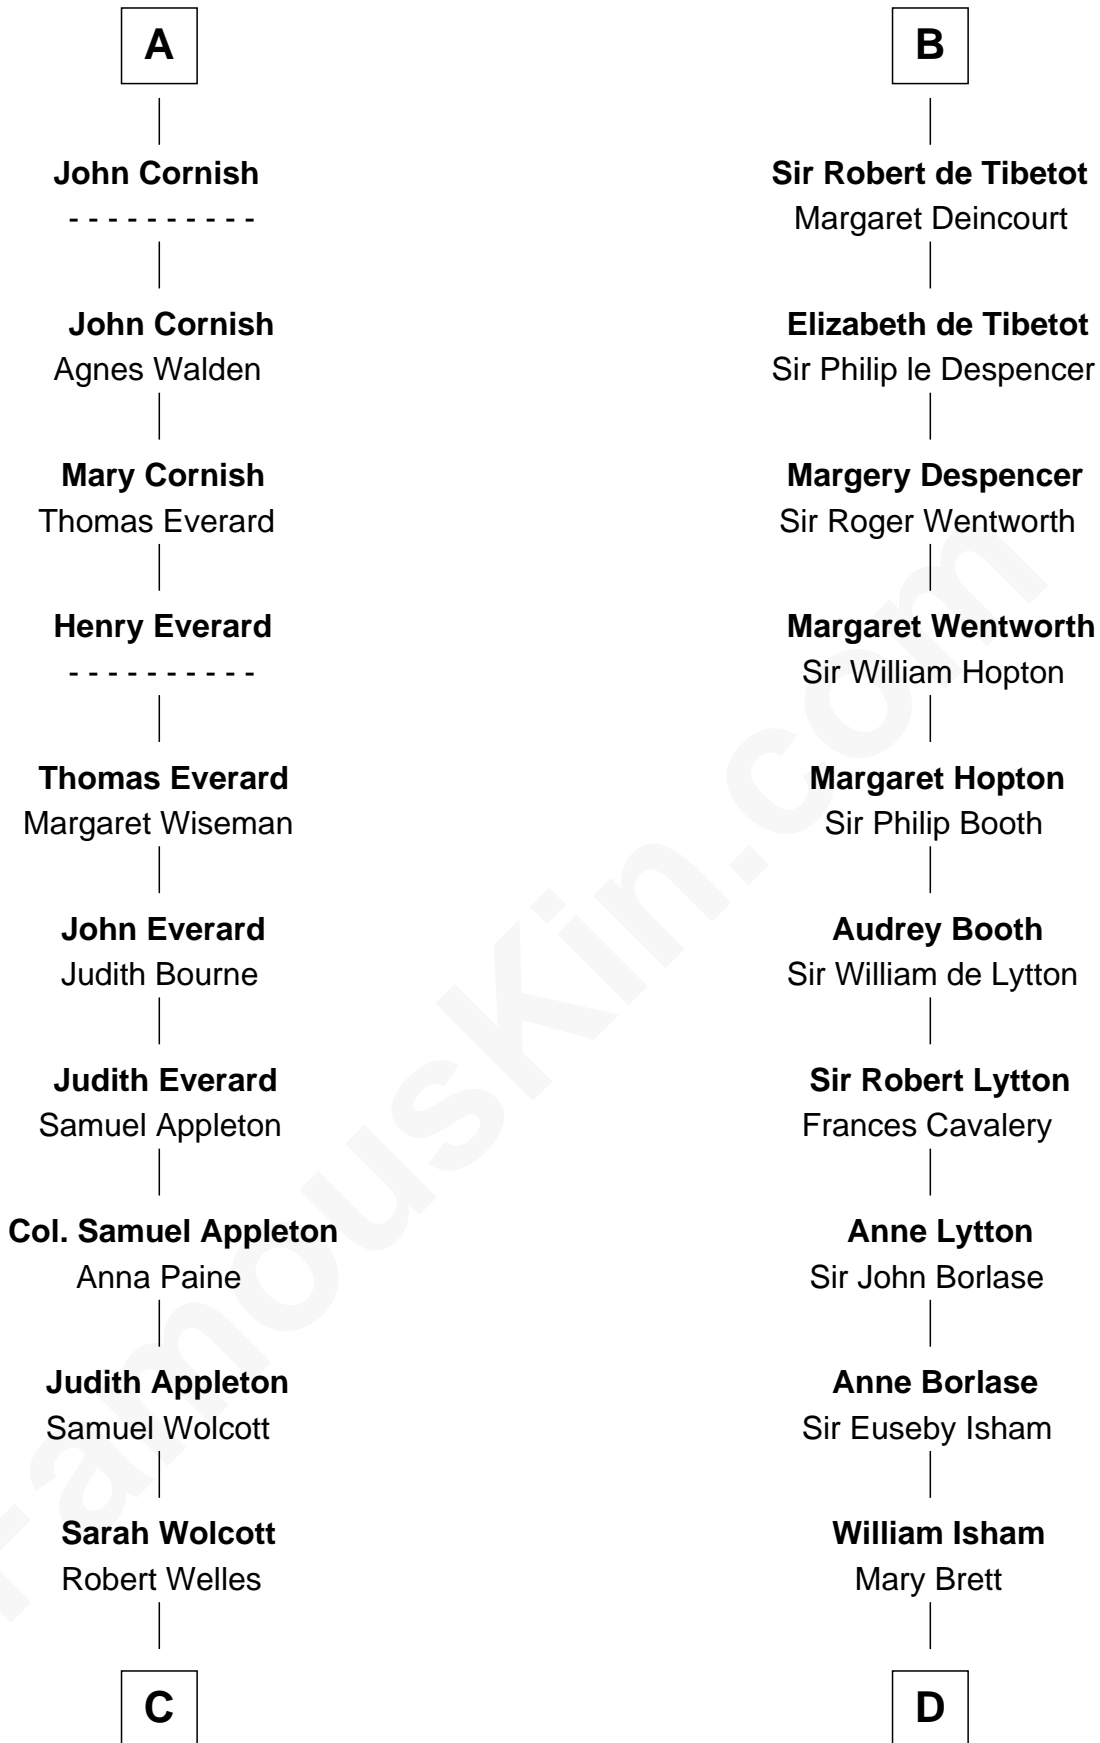 A
John Cornish
- - - - - - - - - -
John Cornish
Agnes Walden
Mary Cornish
Thomas Everard
Henry Everard
- - - - - - - - - -
Thomas Everard
Margaret Wiseman
John Everard
Judith Bourne
Judith Everard
Samuel Appleton
Col. Samuel Appleton
Anna Paine
Judith Appleton
Samuel Wolcott
Sarah Wolcott
Robert Welles
C
B
Sir Robert de Tibetot
Margaret Deincourt
Elizabeth de Tibetot
Sir Philip le Despencer
Margery Despencer
Sir Roger Wentworth
Margaret Wentworth
Sir William Hopton
Margaret Hopton
Sir Philip Booth
Audrey Booth
Sir William de Lytton
Sir Robert Lytton
Frances Cavalery
Anne Lytton
Sir John Borlase
Anne Borlase
Sir Euseby Isham
William Isham
Mary Brett
D
FamousKin.com